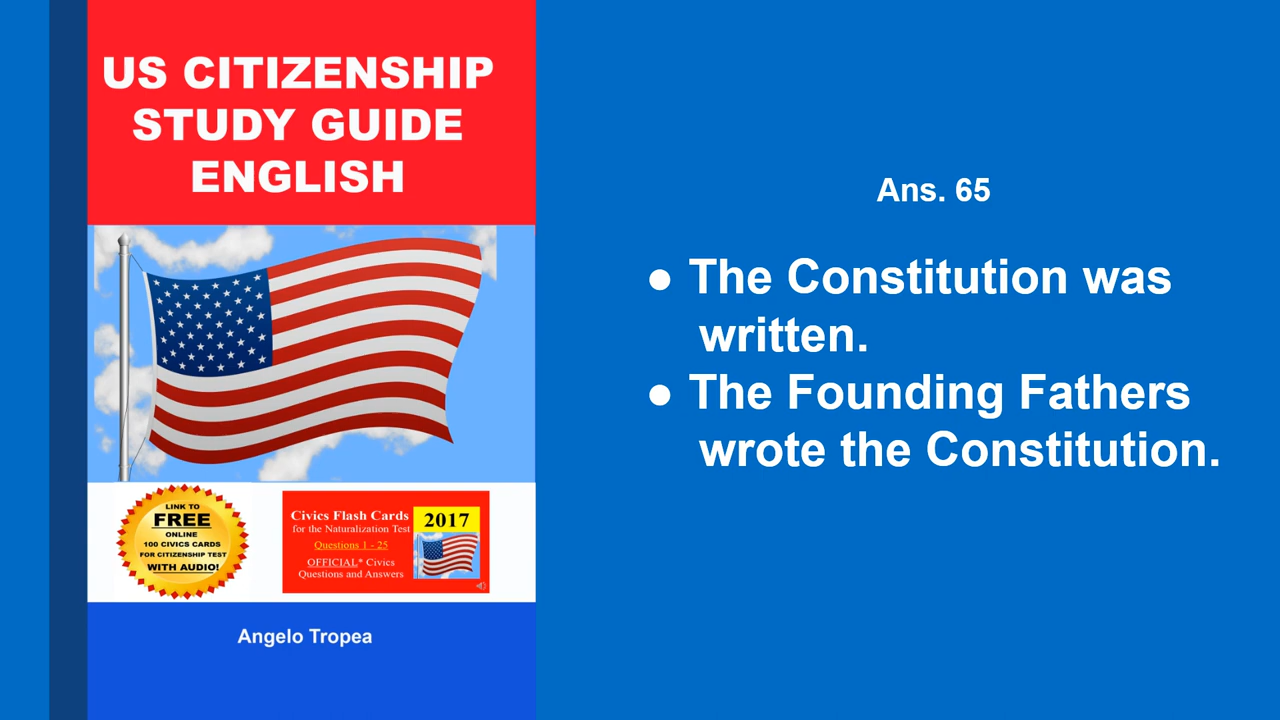 US CITIZENSHIP
STUDY GUIDE
ENGLISH
LINK TO
FREE
ONLINE
100 CIVICS CARDS
FOR CITIZENSHIP TEST
WITH AUDIO!
Civics Flash Cards
for the Naturalization Test
Questions 1 - 25
OFFICIAL* Civics
Questions and Answers
2017
Angelo Tropea
Ans. 65
● The Constitution was
written.
● The Founding Fathers
wrote the Constitution.